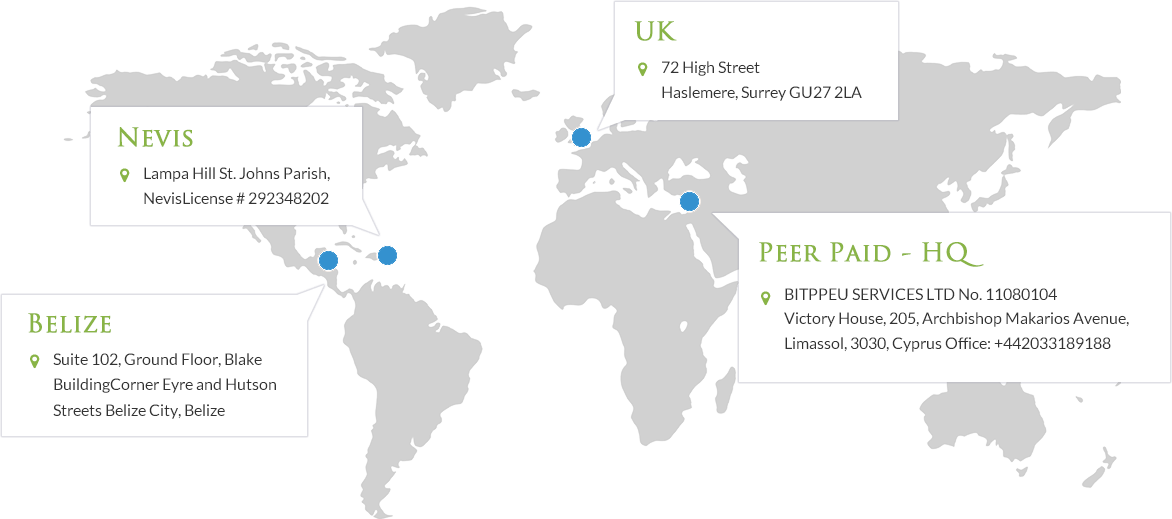 UK
72 High Street
Haslemere, Surrey GU27 2LA
Nevis
Lampa Hill St. Johns Parish,
NevisLicense # 292348202
Peer Paid - HQ
BITPPEU SERVICES LTD No. 11080104
Victory House, 205, Archbishop Makarios Avenue,
Limassol, 3030, Cyprus Office: +442033189188
Belize
Suite 102, Ground Floor, Blake
BuildingCorner Eyre and Hutson
Streets Belize City, Belize